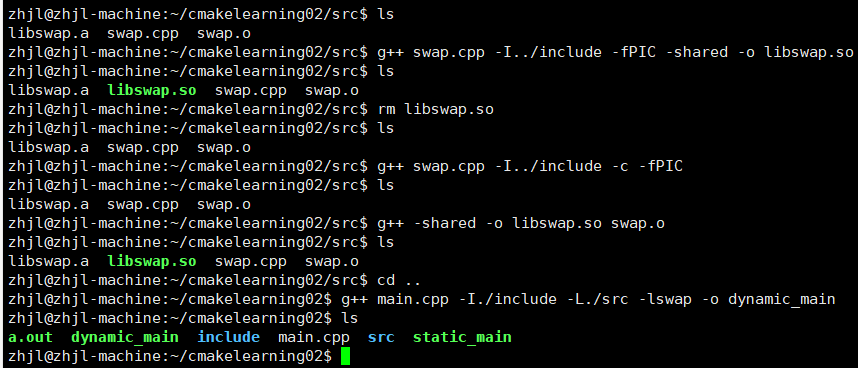 zhjl@zhjl-machine:~/cmakelearning02/src$ ls
libswap.a  swap.cpp  swap.o
zhjl@zhjl-machine:~/cmakelearning02/src$ g++ swap.cpp -I../include -fPIC -shared -o libswap.so
zhjl@zhjl-machine:~/cmakelearning02/src$ ls
libswap.a  libswap.so  swap.cpp  swap.o
zhjl@zhjl-machine:~/cmakelearning02/src$ rm libswap.so
zhjl@zhjl-machine:~/cmakelearning02/src$ ls
libswap.a  swap.cpp  swap.o
zhjl@zhjl-machine:~/cmakelearning02/src$ g++ swap.cpp -I../include -c -fPIC
zhjl@zhjl-machine:~/cmakelearning02/src$ ls
libswap.a  swap.cpp  swap.o
zhjl@zhjl-machine:~/cmakelearning02/src$ g++ -shared -o libswap.so swap.o
zhjl@zhjl-machine:~/cmakelearning02/src$ ls
libswap.a  libswap.so  swap.cpp  swap.o
zhjl@zhjl-machine:~/cmakelearning02/src$ cd ..
zhjl@zhjl-machine:~/cmakelearning02$ g++ main.cpp -I./include -L./src -lswap -o dynamic_main
zhjl@zhjl-machine:~/cmakelearning02$ ls
a.out  dynamic_main  include  main.cpp  src  static_main
zhjl@zhjl-machine:~/cmakelearning02$